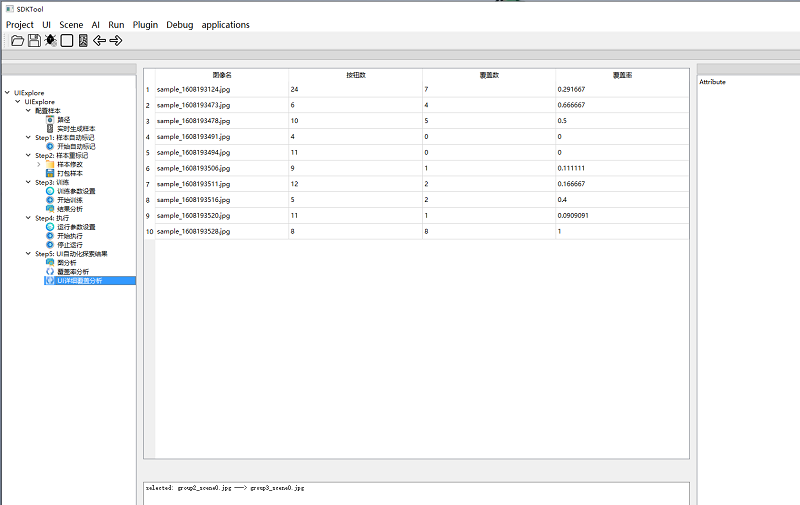 SDKTool
Project UI Scene AI Run Plugin Debug applications
UIExplore
UIExplore
配置样本
路径
实时生成样本
Step1: 样本自动标记
开始自动标记
Step2: 样本重标记
样本修改
打包样本
Step3: 训练
训练参数设置
开始训练
结果分析
Step4: 执行
运行参数设置
开始执行
停止运行
Step5: UI自动化探索结果
图分析
覆盖率分析
UI详细覆盖分析
图像名 按钮数 覆盖数 覆盖率
1 sample_1608193124.jpg 24 7 0.291667
2 sample_1608193473.jpg 6 4 0.666667
3 sample_1608193478.jpg 10 5 0.5
4 sample_1608193491.jpg 4 0 0
5 sample_1608193494.jpg 11 0 0
6 sample_1608193506.jpg 9 1 0.111111
7 sample_1608193511.jpg 12 2 0.166667
8 sample_1608193516.jpg 5 2 0.4
9 sample_1608193520.jpg 11 1 0.0909091
10 sample_1608193528.jpg 8 8 1
selected: group2_scene0.jpg ——> group3_scene0.jpg
Attribute